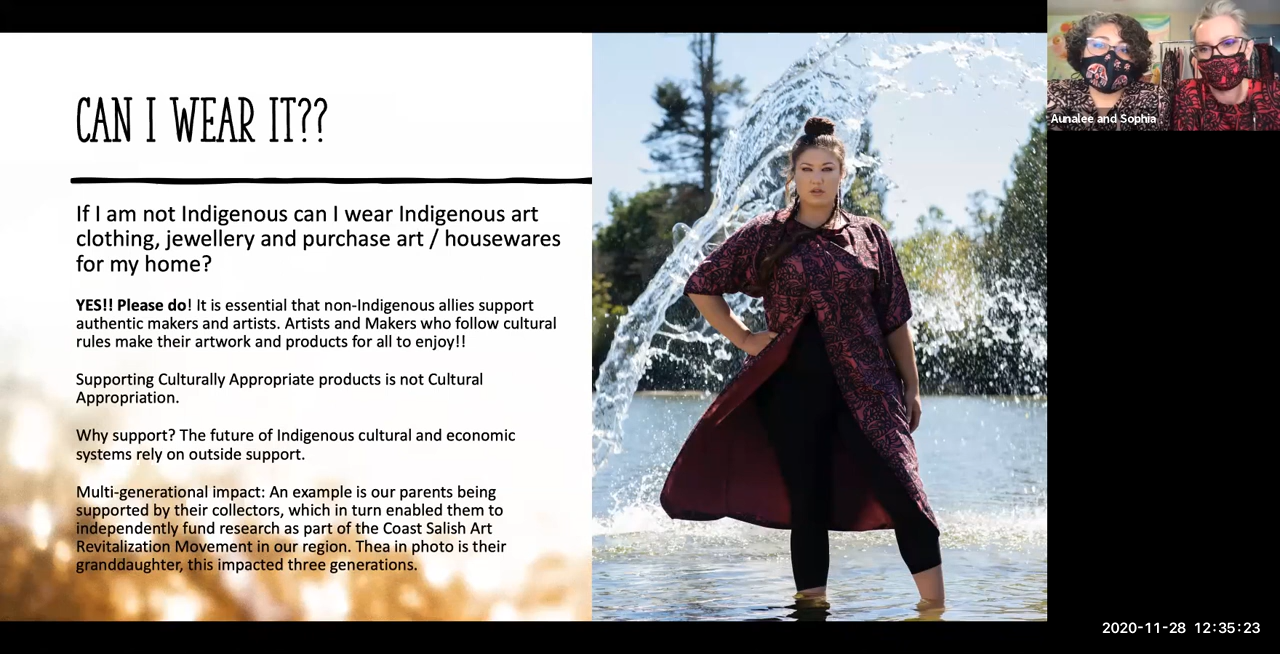 CAN I WEAR IT??
If I am not Indigenous can I wear Indigenous art
clothing, jewellery and purchase art / housewares
for my home?
YES!! Please do! It is essential that non-Indigenous allies support
authentic makers and artists. Artists and Makers who follow cultural
rules make their artwork and products for all to enjoy!!
Supporting Culturally Appropriate products is not Cultural
Appropriation.
Why support? The future of Indigenous cultural and economic
systems rely on outside support.
Multi-generational impact: An example is our parents being
supported by their collectors, which in turn enabled them to
independently fund research as part of the Coast Salish Art
Revitalization Movement in our region. Thea in photo is their
granddaughter, this impacted three generations.
Aunalee and Sophia
2020-11-28 12:35:23